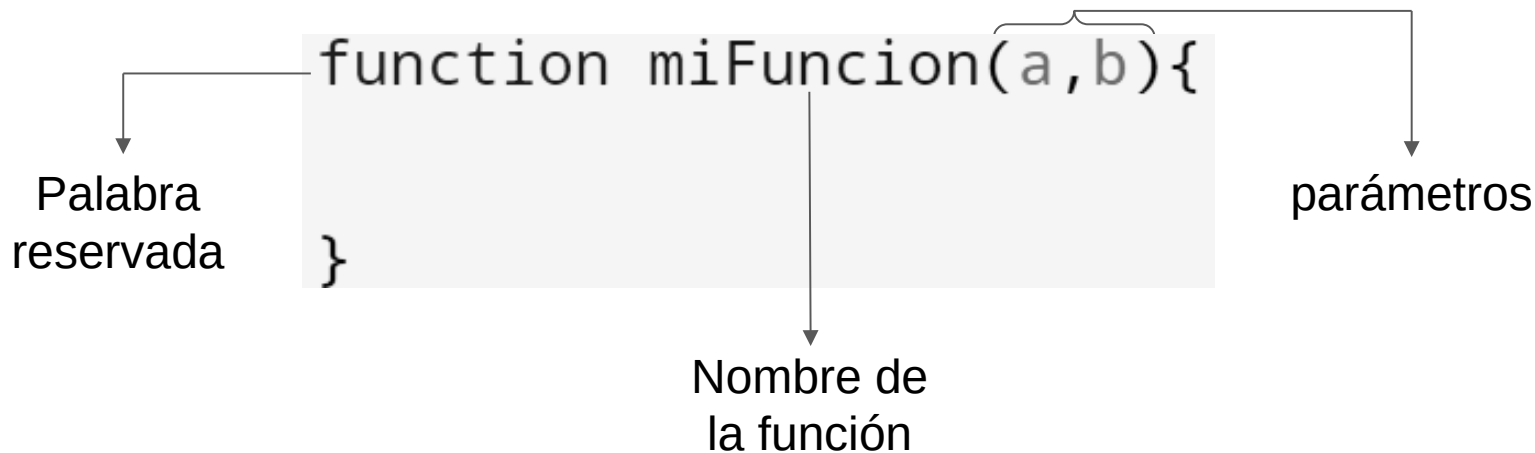 function miFuncion(a,b){
}
Palabra
reservada
parámetros
Nombre de
la función